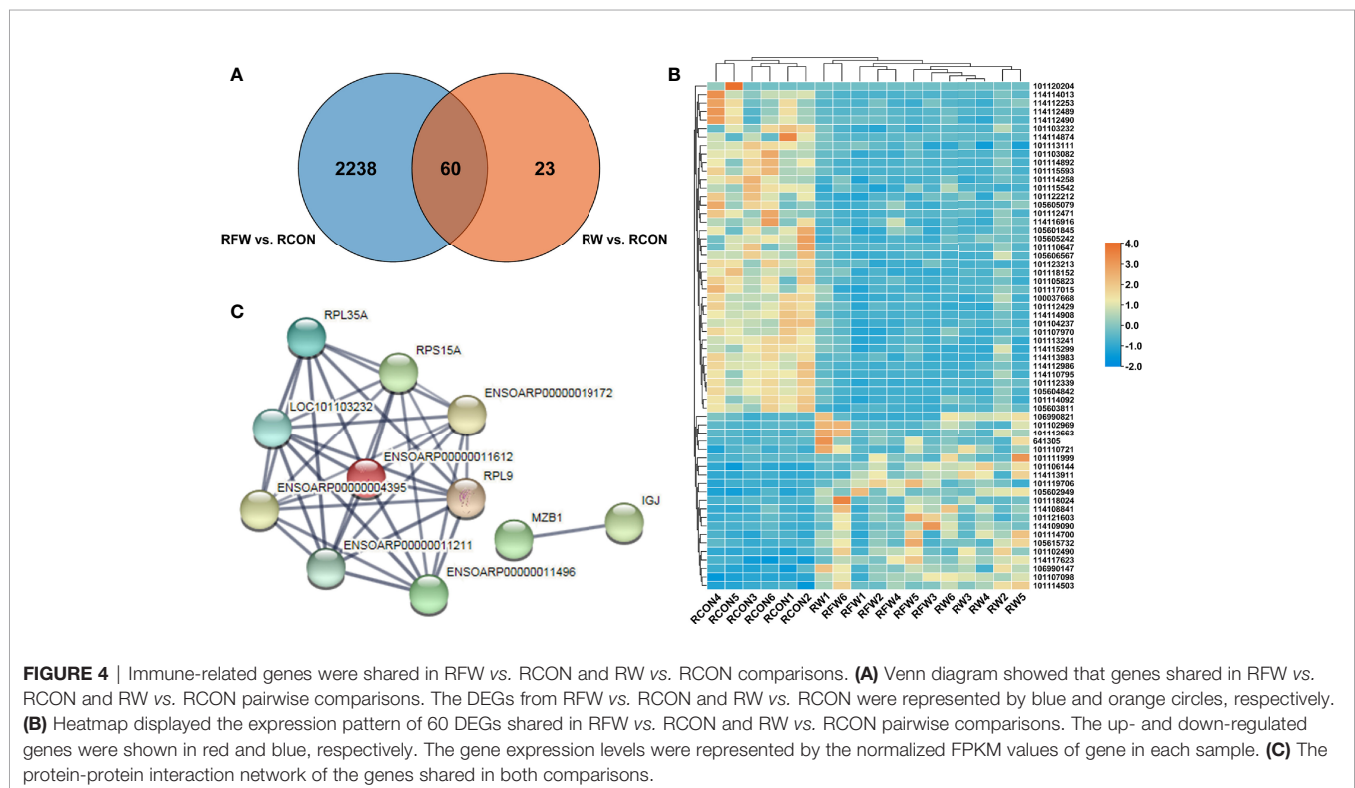 A
2238
60
23
RFW vs. RCON
RW vs. RCON
B
101120204
114114013
114112253
114112489
114112490
101103232
114114874
101113111
101103082
114114892
101115593
114114258
101115542
101122212
105605079
101112471
114116916
105601845
105605242
101110647
105606567
101123213
101118152
101105823
101117015
100037668
101112429
114114908
101104237
101107970
101113241
114115299
114113983
114112986
114110795
101112339
105604842
101114092
105603811
106990821
101102969
101112663
641305
101110721
101111999
101106144
114113911
101119706
105602949
101118024
114108841
101121603
114109090
101114700
105615732
101102490
114117623
106990147
101107098
101114503
RCON4
RCON5
RCON3
RCON6
RCON1
RCON2
RW1
RFW6
RFW1
RFW2
RFW4
RFW5
RFW3
RW6
RW3
RW4
RW2
RW5
4.0
3.0
2.0
1.0
0.0
-1.0
-2.0
C
RPL35A
RPS15A
ENSOARP00000019172
LOC101103232
ENSOARP00000011612
RPL9
ENSOARP00000004395
IGJ
MZB1
ENSOARP00000011211
ENSOARP00000011496
FIGURE 4 | Immune-related genes were shared in RFW vs. RCON and RW vs. RCON comparisons. (A) Venn diagram showed that genes shared in RFW vs.
RCON and RW vs. RCON pairwise comparisons. The DEGs from RFW vs. RCON and RW vs. RCON were represented by blue and orange circles, respectively.
(B) Heatmap displayed the expression pattern of 60 DEGs shared in RFW vs. RCON and RW vs. RCON pairwise comparisons. The up- and down-regulated
genes were shown in red and blue, respectively. The gene expression levels were represented by the normalized FPKM values of gene in each sample. (C) The
protein-protein interaction network of the genes shared in both comparisons.